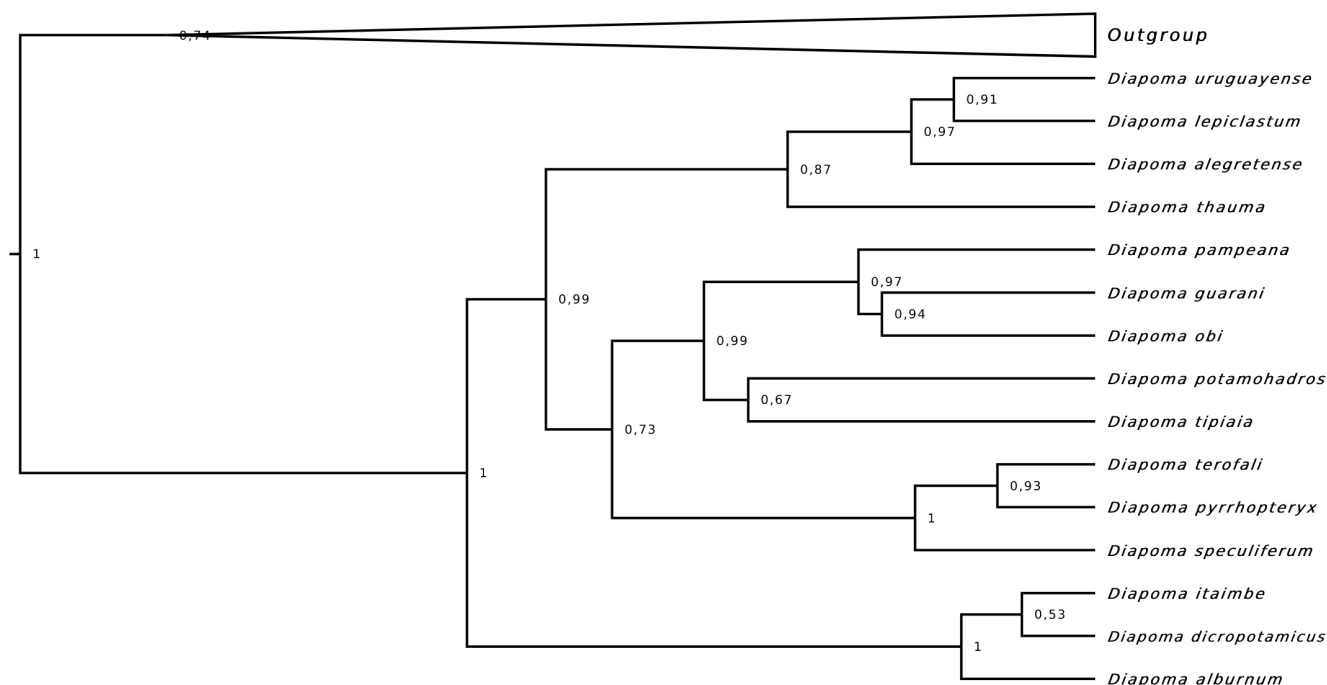 0,74
Outgroup
Diapoma uruguayense
0,91
Diapoma lepiclastum
0,97
Diapoma alegretense
0,87
Diapoma thauma
Diapoma pampeana
1
0,97
Diapoma guarani
0,99
0,94
Diapoma obi
0,99
Diapoma potamohadros
0,67
Diapoma tipiaia
0,73
Diapoma terofali
1
0,93
Diapoma pyrrhopteryx
1
Diapoma speculiferum
Diapoma itaimbe
0,53
Diapoma dicropotamicus
1
Diapoma alburnum